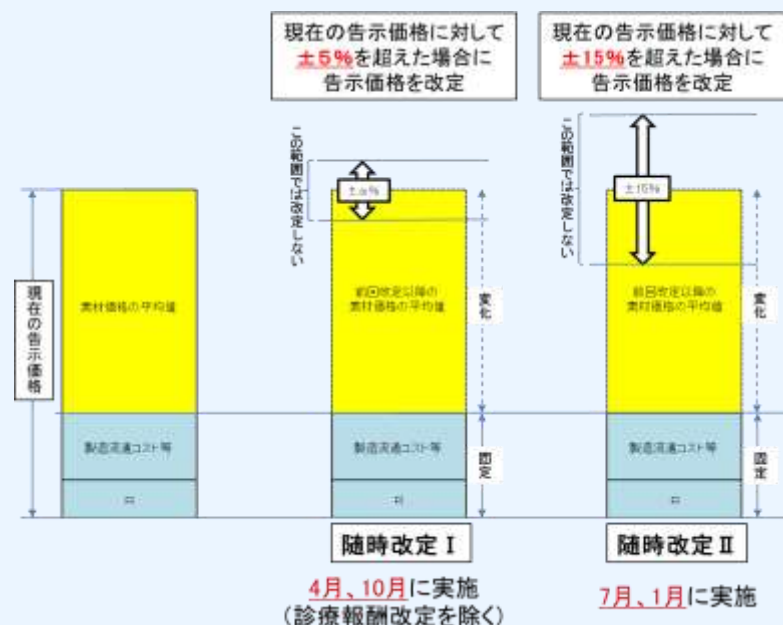 現在の告示価格に対して
±5%を超えた場合に
告示価格を改定
現在の告示価格に対して
±15%を超えた場合に
告示価格を改定
この範囲では改定しない
この範囲では改定しない
±15%
現在の告示価格
素材価格の平均値
前回改定以降の
素材価格の平均値
変化
前回改定以降の
素材価格の平均値
変化
製造流通コスト等
製造流通コスト等
固定
製造流通コスト等
固定
随時改定Ⅰ
随時改定Ⅱ
4月、10月に実施
(診療報酬改定を除く)
7月、1月に実施